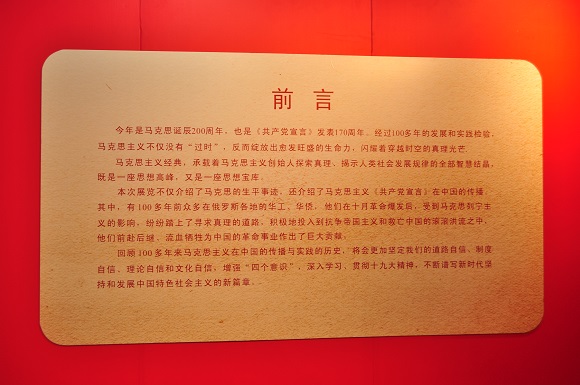 前言
今年是马克思诞辰200周年，也是《共产党宣言》发表170周年。经过100多年的发展和实践检验，
马克思主义不仅没有“过时”，反而绽放出愈发旺盛的生命力，闪耀着穿越时空的真理光芒。
马克思主义经典，承载着马克思主义创始人探索真理、揭示人类社会发展规律的全部智慧结晶，
既是一座思想高峰，又是一座思想宝库。
本次展览不仅介绍了马克思的生平事迹，还介绍了马克思主义《共产党宣言》在中国的传播，
其中，有100多年前众多在俄罗斯各地的华工、华侨，他们在十月革命爆发后，受到马克思列宁主
义的影响，纷纷踏上了寻求真理的道路，积极地投入到抗争帝国主义和救亡中国的滚滚洪流之中，
他们前赴后继、流血牺牲为中国的革命事业作出了巨大贡献。
回顾100多年来马克思主义在中国的传播与实践的历史，将会更加坚定我们的道路自信、制度
自信、理论自信和文化自信，增强“四个意识”，深入学习、贯彻十九大精神，不断谱写新时代坚
持和发展中国特色社会主义的新篇章。